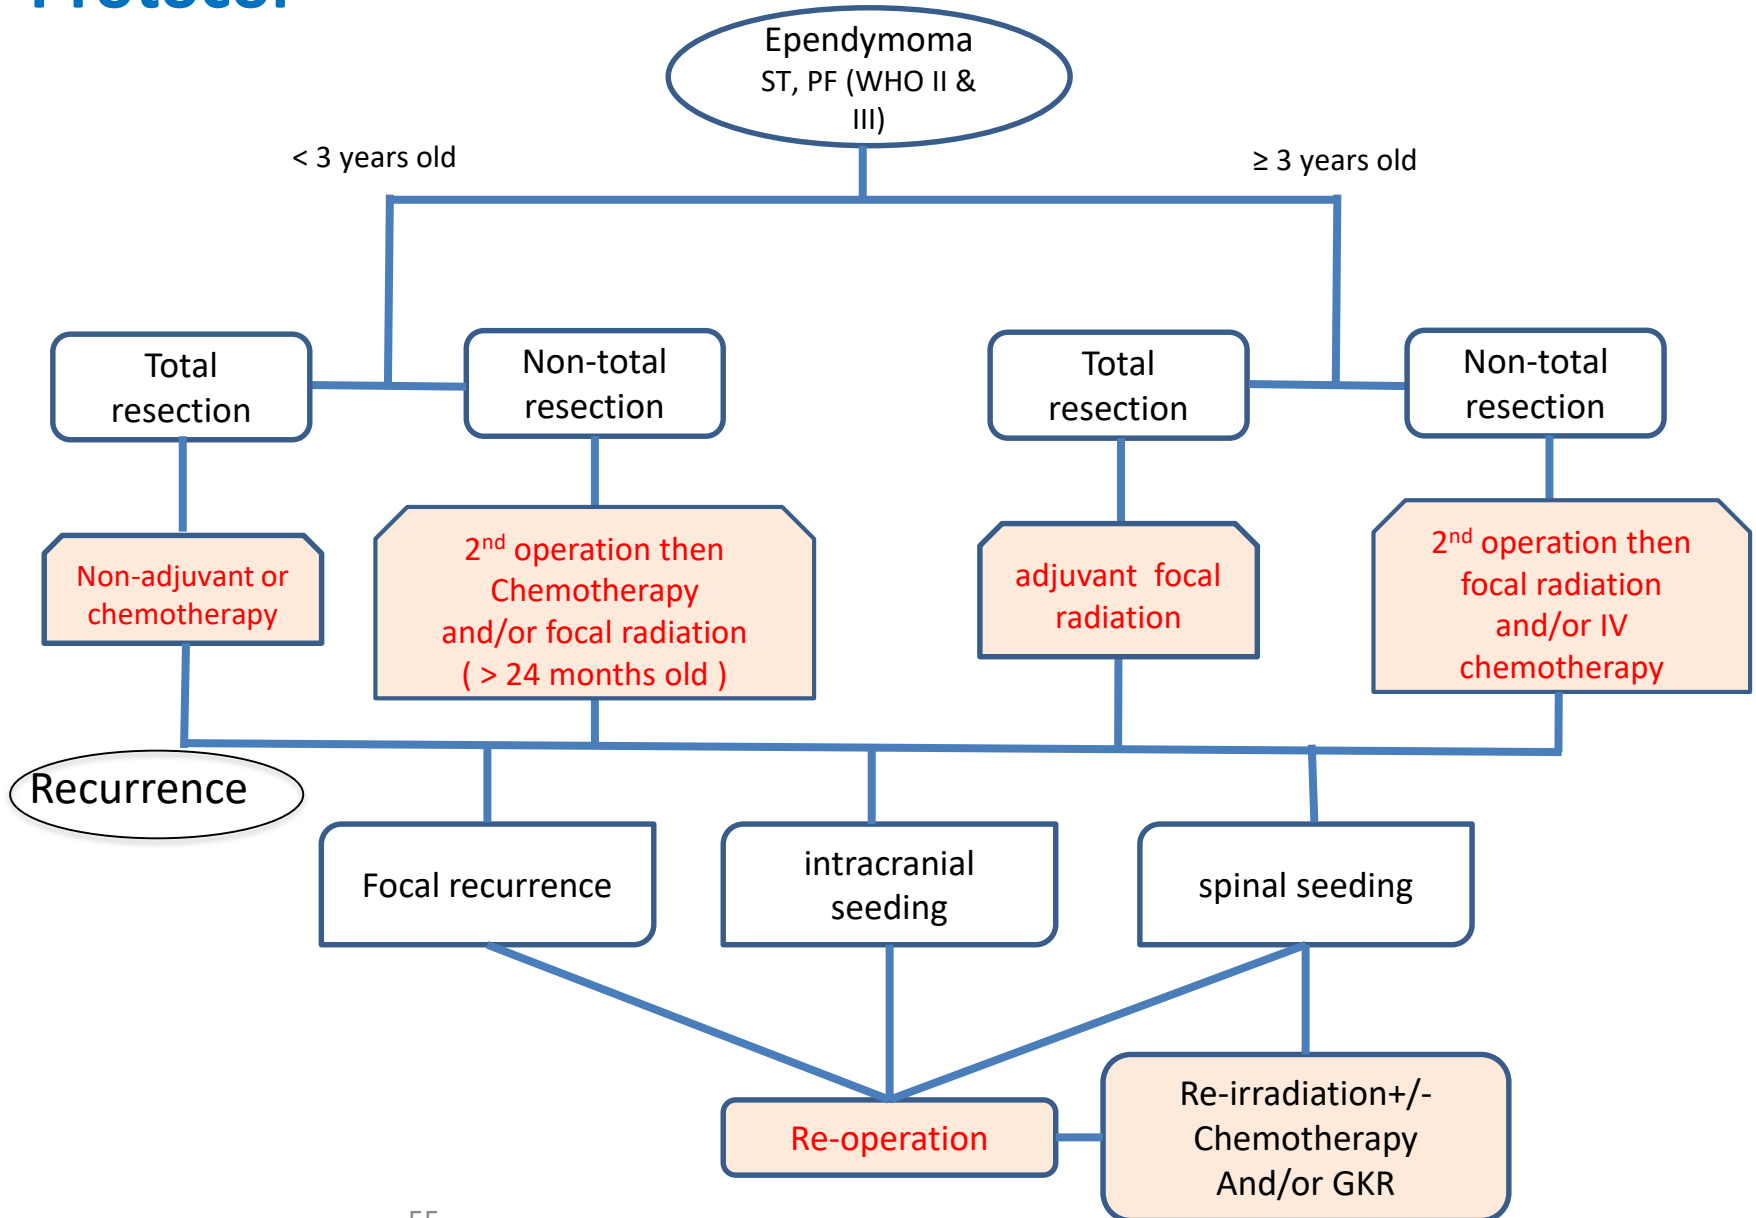 Protocol
Ependymoma
ST, PF (WHO II &
III)
< 3 years old
≥ 3 years old
Total
resection
Non-total
resection
Total
resection
Non-total
resection
Non-adjuvant or
chemotherapy
2nd operation then
Chemotherapy
and/or focal radiation
( > 24 months old )
adjuvant focal
radiation
2nd operation then
focal radiation
and/or IV
chemotherapy
Recurrence
Focal recurrence
intracranial
seeding
spinal seeding
Re-operation
Re-irradiation+/-
Chemotherapy
And/or GKR
55